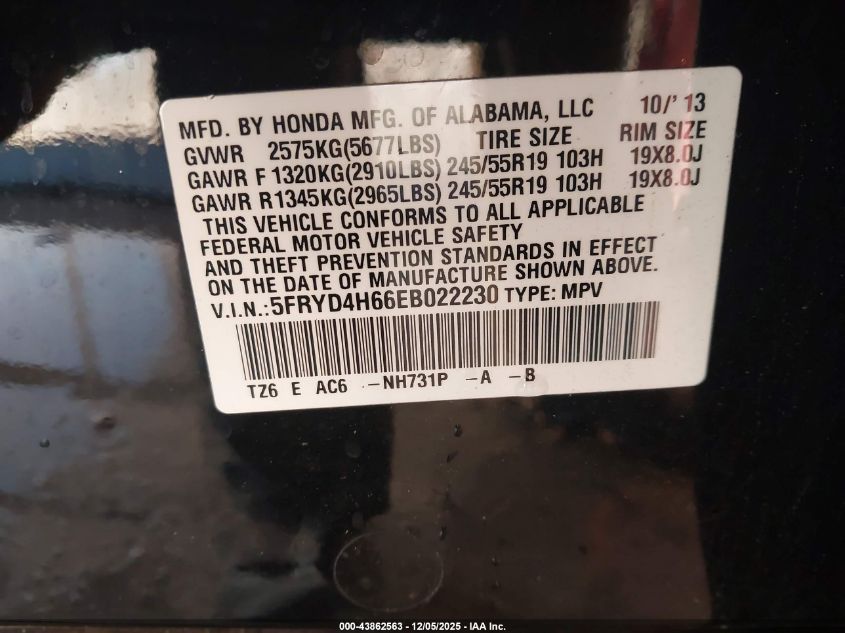 MFD. BY HONDA MFG. OF ALABAMA, LLC 10/'13
GVWR 2575KG(5677LBS) TIRE SIZE RIM SIZE
GAWR F 1320KG(2910LBS) 245/55R19 103H 19X8.0J
GAWR R1345KG(2965LBS) 245/55R19 103H 19X8.0J
THIS VEHICLE CONFORMS TO ALL APPLICABLE
FEDERAL MOTOR VEHICLE SAFETY
AND THEFT PREVENTION STANDARDS IN EFFECT
ON THE DATE OF MANUFACTURE SHOWN ABOVE.
V.I.N.:5FRYD4H66EB022230 TYPE: MPV
TZ6 E AC6 -NH731P -A -B
000-43862563 - 12/05/2025 - IAA Inc.